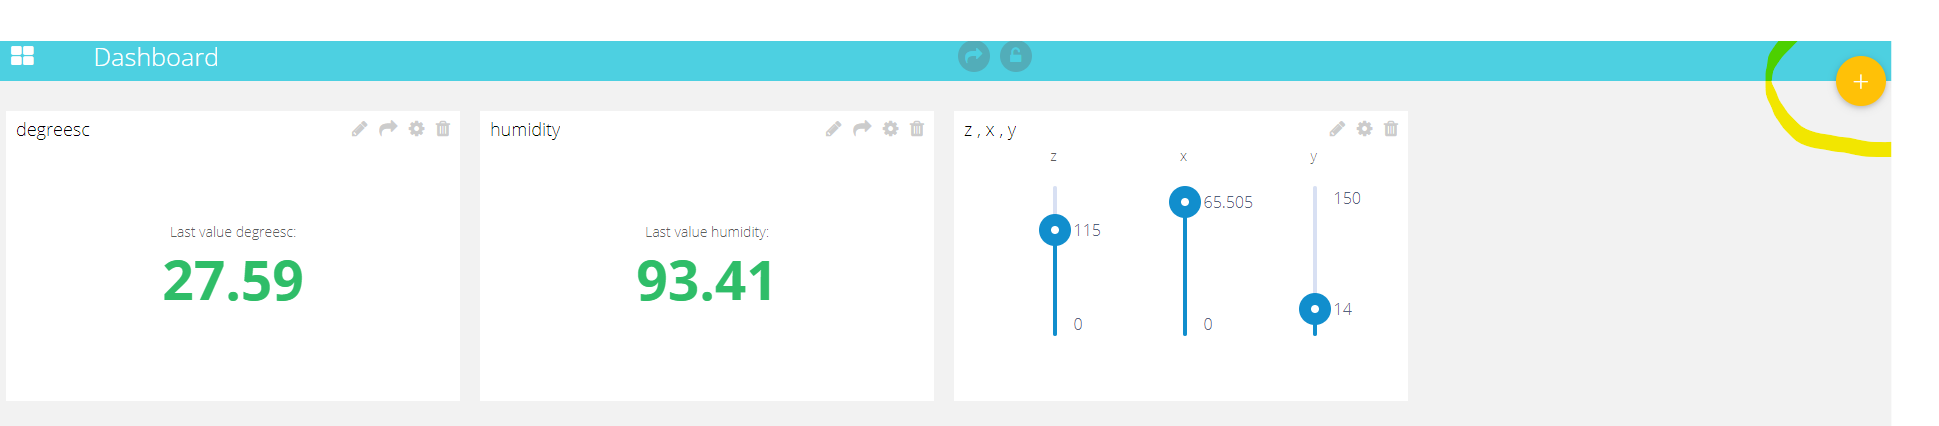 Dashboard
degreesc
Last value degreesc:
27.59
humidity
Last value humidity:
93.41
z , x , y
z
x
y
115
0
65.505
0
150
14